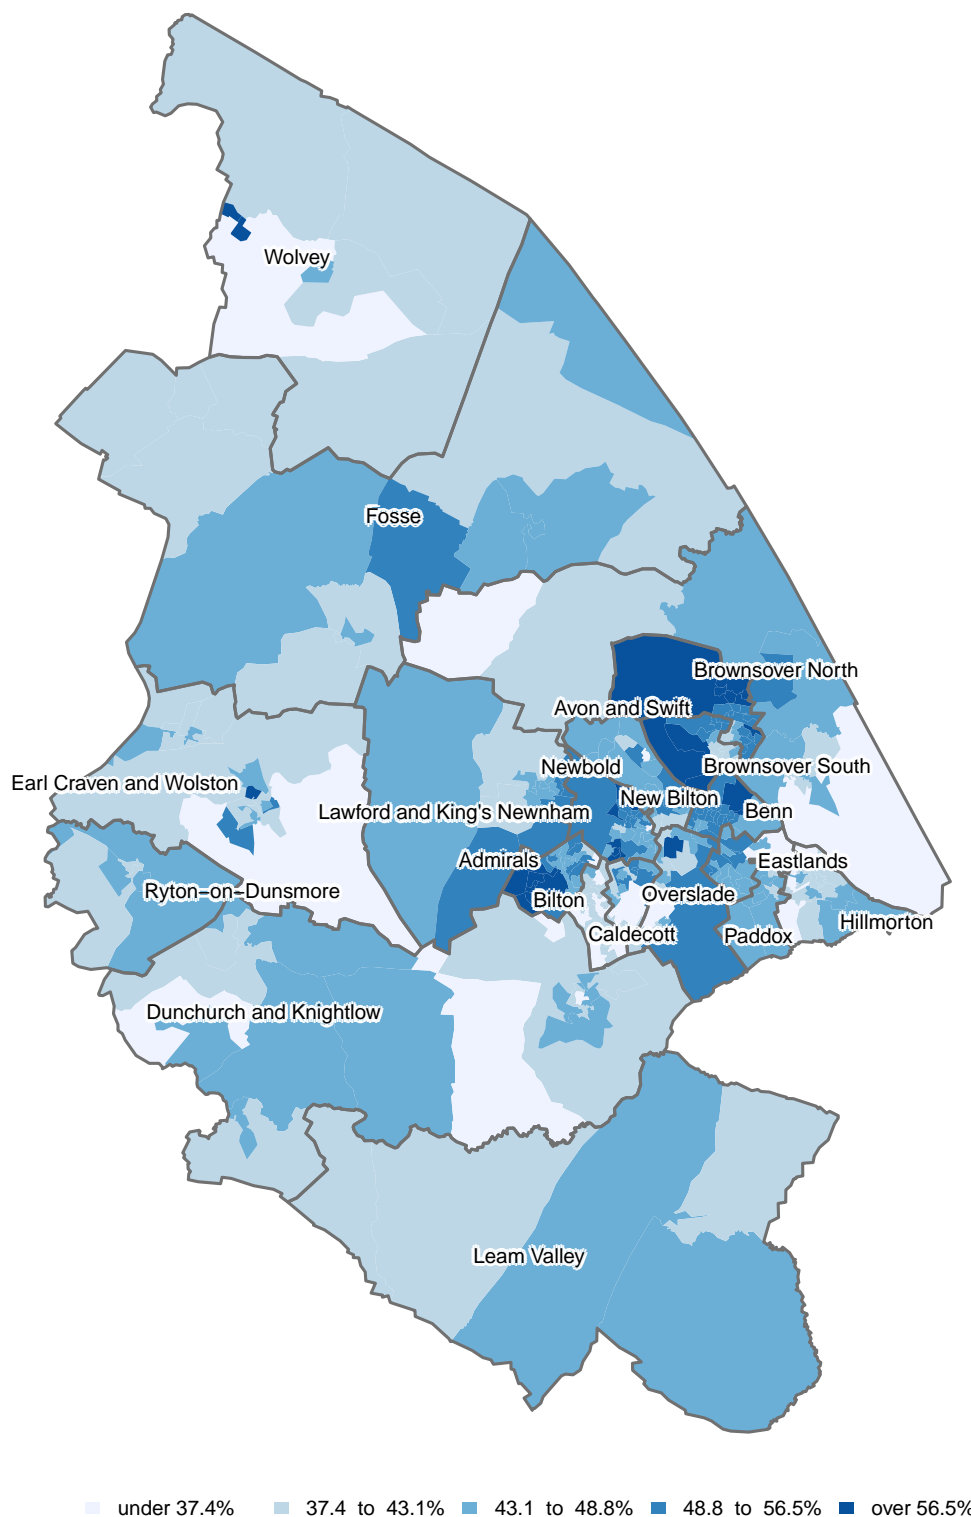 Wolvey
Fosse
Brownsover North
Avon and Swift
Newbold
Brownsover South
Earl Craven and Wolston
New Bilton
Lawford and King's Newnham
Benn
Admirals
Eastlands
Ryton−on−Dunsmore
Bilton
Overslade
Hillmorton
Caldecott
Paddox
Dunchurch and Knightlow
Leam Valley
under 37.4% 37.4 to 43.1% 43.1 to 48.8% 48.8 to 56.5% over 56.5%